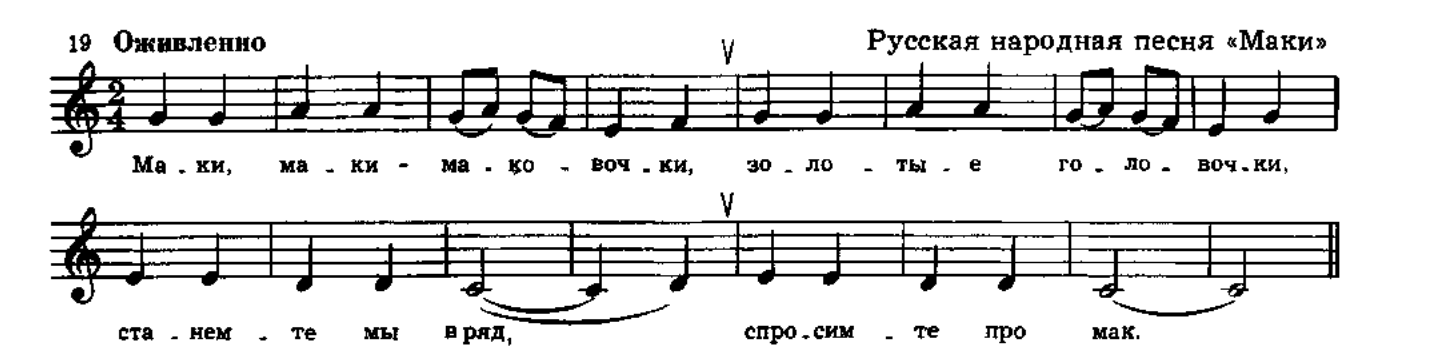 19 Оживленно Русская народная песня «Маки»
2 4
Ма - ки, ма - ки - ма - ко - воч - ки, зо - ло - ты - е го - ло - воч - ки,
ста - нем - те мы в ряд, спро - сим - те про мак.